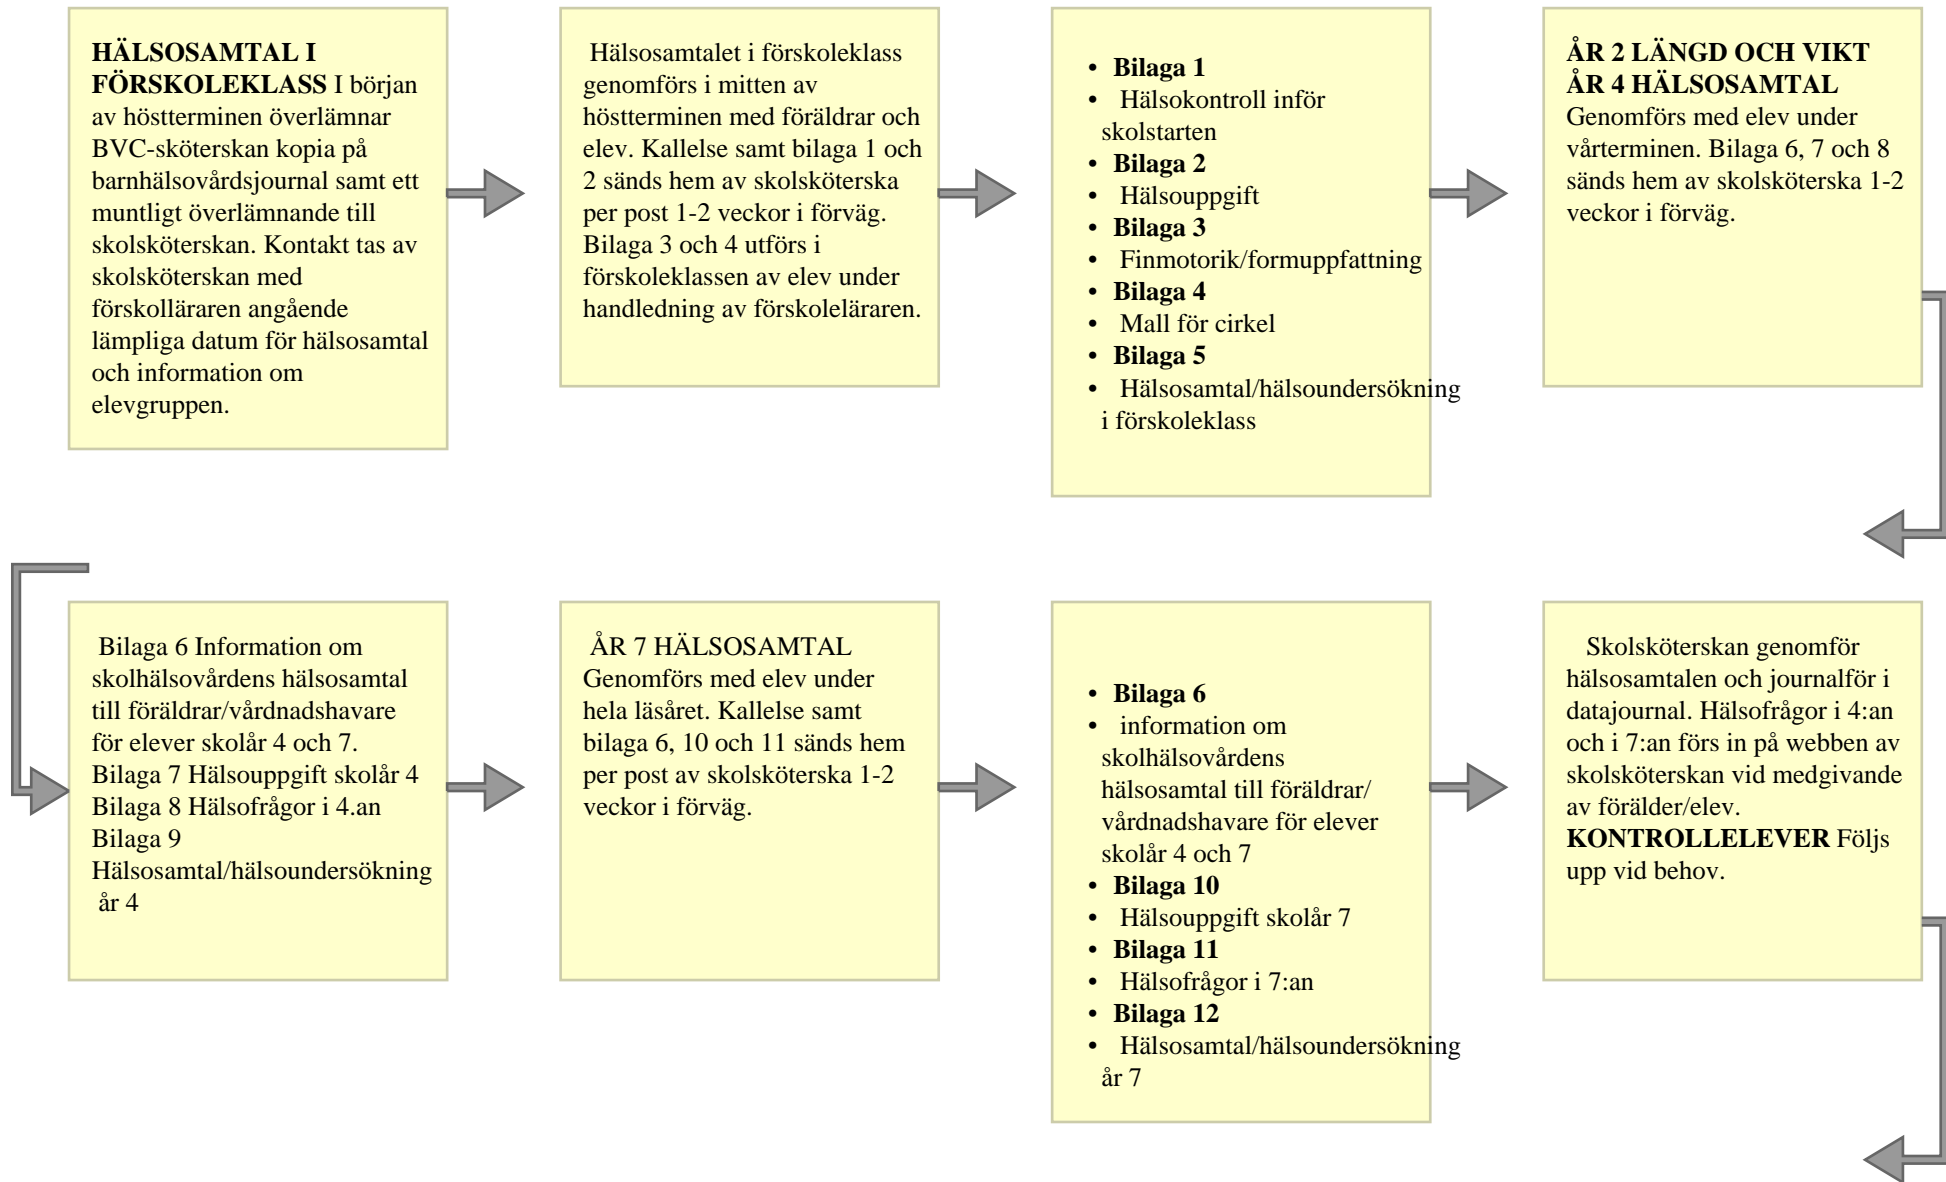 HÄLSOSAMTAL I
FÖRSKOLEKLASS I början
av höstterminen överlämnar
BVC-sköterskan kopia på
barnhälsovårdsjournal samt ett
muntligt överlämnande till
skolsköterskan. Kontakt tas av
skolsköterskan med
förskolläraren angående
lämpliga datum för hälsosamtal
och information om
elevgruppen.
Hälsosamtalet i förskoleklass
genomförs i mitten av
höstterminen med föräldrar och
elev. Kallelse samt bilaga 1 och
2 sänds hem av skolsköterska
per post 1-2 veckor i förväg.
Bilaga 3 och 4 utförs i
förskoleklassen av elev under
handledning av förskoleläraren.
• Bilaga 1
• Hälsokontroll inför
skolstarten
• Bilaga 2
• Hälsouppgift
• Bilaga 3
• Finmotorik/formuppfattning
• Bilaga 4
• Mall för cirkel
• Bilaga 5
• Hälsosamtal/hälsoundersökning
i förskoleklass
ÅR 2 LÄNGD OCH VIKT
ÅR 4 HÄLSOSAMTAL
Genomförs med elev under
vårterminen. Bilaga 6, 7 och 8
sänds hem av skolsköterska 1-2
veckor i förväg.
Bilaga 6 Information om
skolhälsovårdens hälsosamtal
till föräldrar/vårdnadshavare
för elever skolår 4 och 7.
Bilaga 7 Hälsouppgift skolår 4
Bilaga 8 Hälsofrågor i 4.an
Bilaga 9
Hälsosamtal/hälsoundersökning
år 4
ÅR 7 HÄLSOSAMTAL
Genomförs med elev under
hela läsåret. Kallelse samt
bilaga 6, 10 och 11 sänds hem
per post av skolsköterska 1-2
veckor i förväg.
• Bilaga 6
• information om
skolhälsovårdens
hälsosamtal till föräldrar/
vårdnadshavare för elever
skolår 4 och 7
• Bilaga 10
• Hälsouppgift skolår 7
• Bilaga 11
• Hälsofrågor i 7:an
• Bilaga 12
• Hälsosamtal/hälsoundersökning
år 7
Skolsköterskan genomför
hälsosamtalen och journalför i
datajournal. Hälsofrågor i 4:an
och i 7:an förs in på webben av
skolsköterskan vid medgivande
av förälder/elev.
KONTROLLELEVER Följs
upp vid behov.